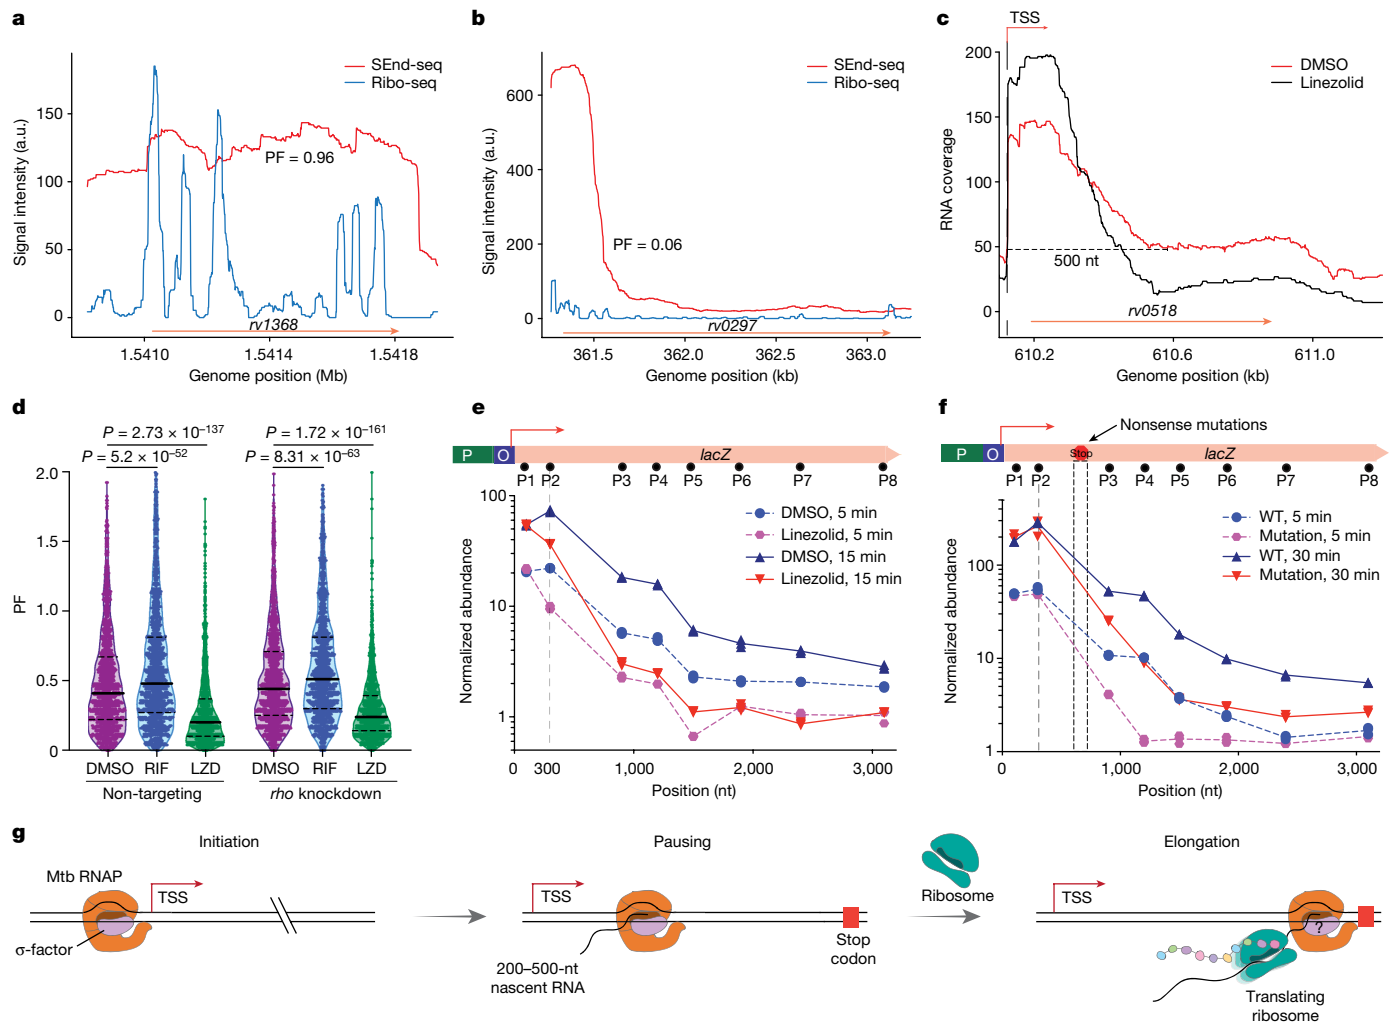 a
SEnd-seq
Ribo-seq
Signal intensity (a.u.)
150
100
50
0
PF = 0.96
rv1368
1.5410
1.5414
1.5418
Genome position (Mb)
b
SEnd-seq
Ribo-seq
Signal intensity (a.u.)
600
400
200
0
PF = 0.06
rv0297
361.5
362.0
362.5
363.0
Genome position (kb)
c
TSS
DMSO
Linezolid
RNA coverage
200
150
100
50
0
500 nt
rv0518
610.2
610.6
611.0
Genome position (kb)
d
P = 2.73 × 10–137
P = 5.2 × 10–52
P = 1.72 × 10–161
P = 8.31 × 10–63
PF
2.0
1.5
1.0
0.5
0
DMSO
RIF
LZD
DMSO
RIF
LZD
Non-targeting
rho knockdown
e
P
O
lacZ
P1
P2
P3
P4
P5
P6
P7
P8
DMSO, 5 min
Linezolid, 5 min
DMSO, 15 min
Linezolid, 15 min
Normalized abundance
100
10
1
0
300
1,000
2,000
3,000
Position (nt)
f
Nonsense mutations
P
O
Stop
lacZ
P1
P2
P3
P4
P5
P6
P7
P8
WT, 5 min
Mutation, 5 min
WT, 30 min
Mutation, 30 min
Normalized abundance
100
10
1
0
1,000
2,000
3,000
Position (nt)
g
Initiation
Mtb RNAP
TSS
σ-factor
Pausing
TSS
200–500-nt
nascent RNA
Stop
codon
Ribosome
Elongation
TSS
?
Translating
ribosome